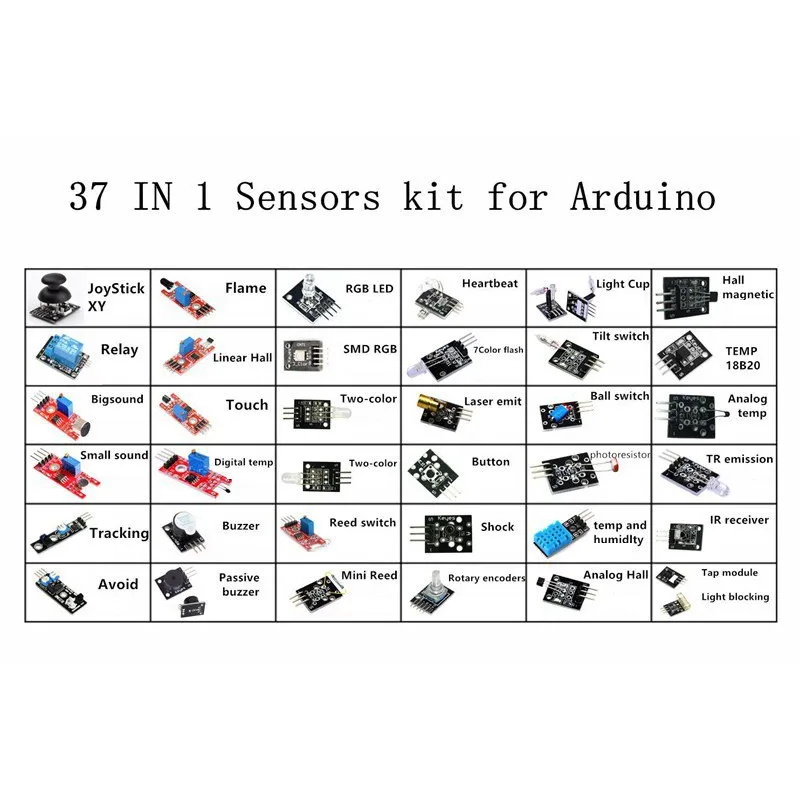 37 IN 1 Sensors kit for Arduino
JoyStick
XY
Flame
RGB LED
Heartbeat
Light Cup
Hall
magnetic
Relay
Linear Hall
SMD RGB
7Color flash
Tilt switch
TEMP
18B20
Bigsound
Touch
Two-color
Laser emit
Ball switch
Analog
temp
Small sound
Digital temp
Two-color
Button
photoresistor
TR emission
Tracking
Buzzer
Reed switch
Shock
temp and
humidIty
IR receiver
Avoid
Passive
buzzer
Mini Reed
Rotary encoders
Analog Hall
Tap module
Light blocking